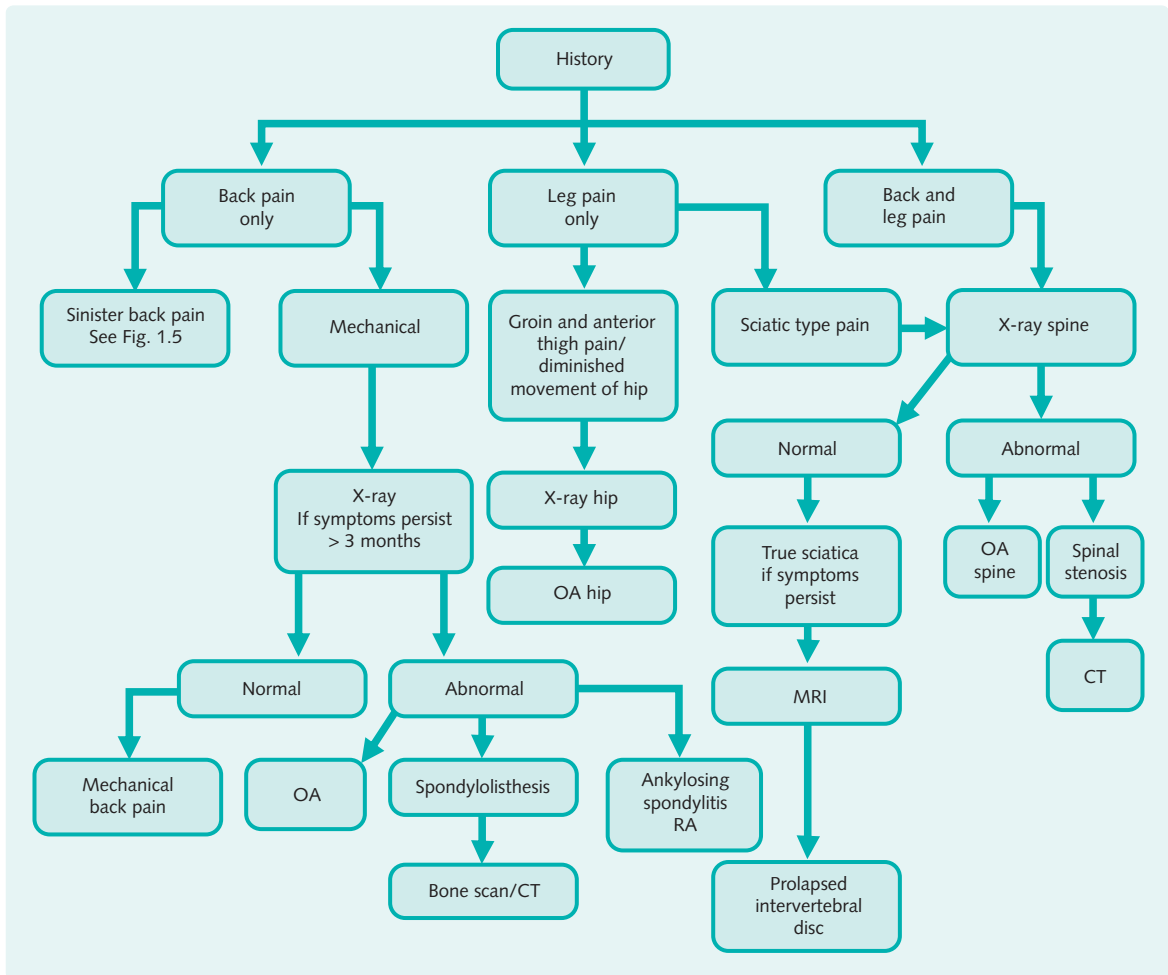 History
Back pain
only
Leg pain
only
Back and
leg pain
Sinister back pain
See Fig. 1.5
Mechanical
Groin and anterior
thigh pain/
diminished
movement of hip
Sciatic type pain
X-ray spine
Normal
Abnormal
X-ray
If symptoms persist
> 3 months
X-ray hip
True sciatica
if symptoms
persist
OA
spine
Spinal
stenosis
OA hip
Normal
Abnormal
MRI
CT
Mechanical
back pain
OA
Spondylolisthesis
Ankylosing
spondylitis
RA
Bone scan/CT
Prolapsed
intervertebral
disc